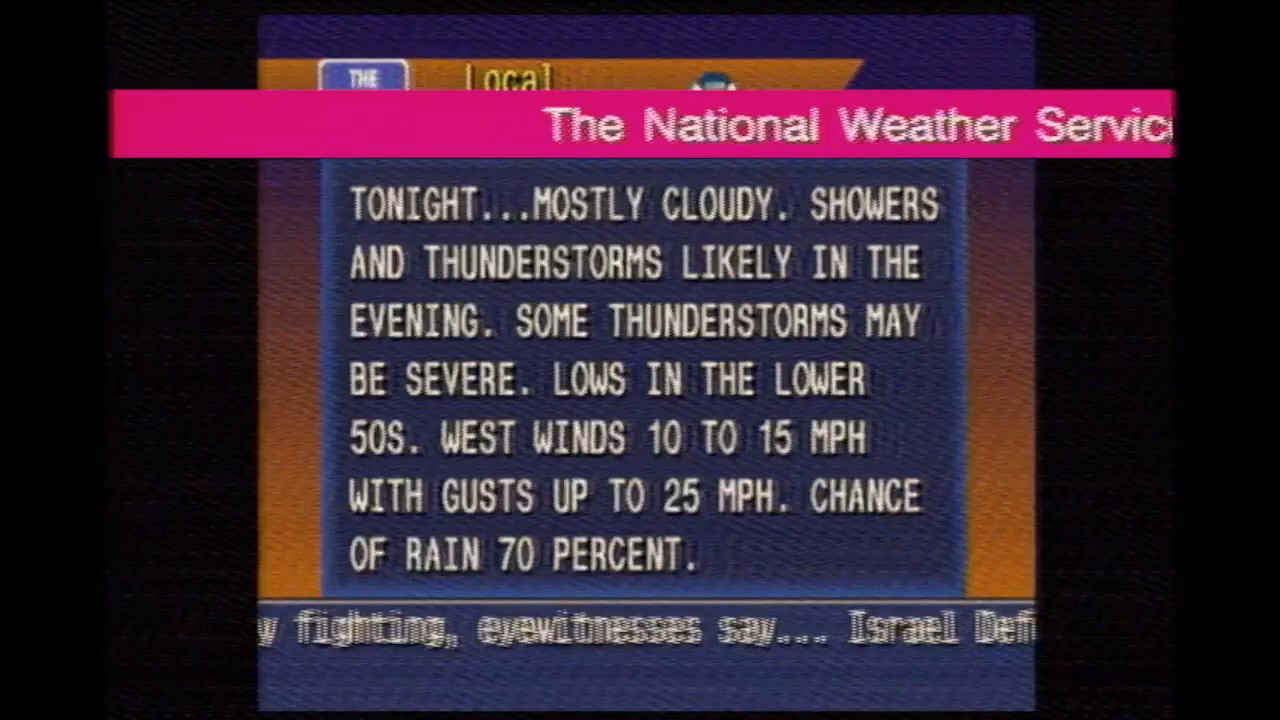 THE
Local
The National Weather Service
TONIGHT...MOSTLY CLOUDY. SHOWERS
AND THUNDERSTORMS LIKELY IN THE
EVENING. SOME THUNDERSTORMS MAY
BE SEVERE. LOWS IN THE LOWER
50S. WEST WINDS 10 TO 15 MPH
WITH GUSTS UP TO 25 MPH. CHANCE
OF RAIN 70 PERCENT.
fighting, eyewitnesses say.... Israel